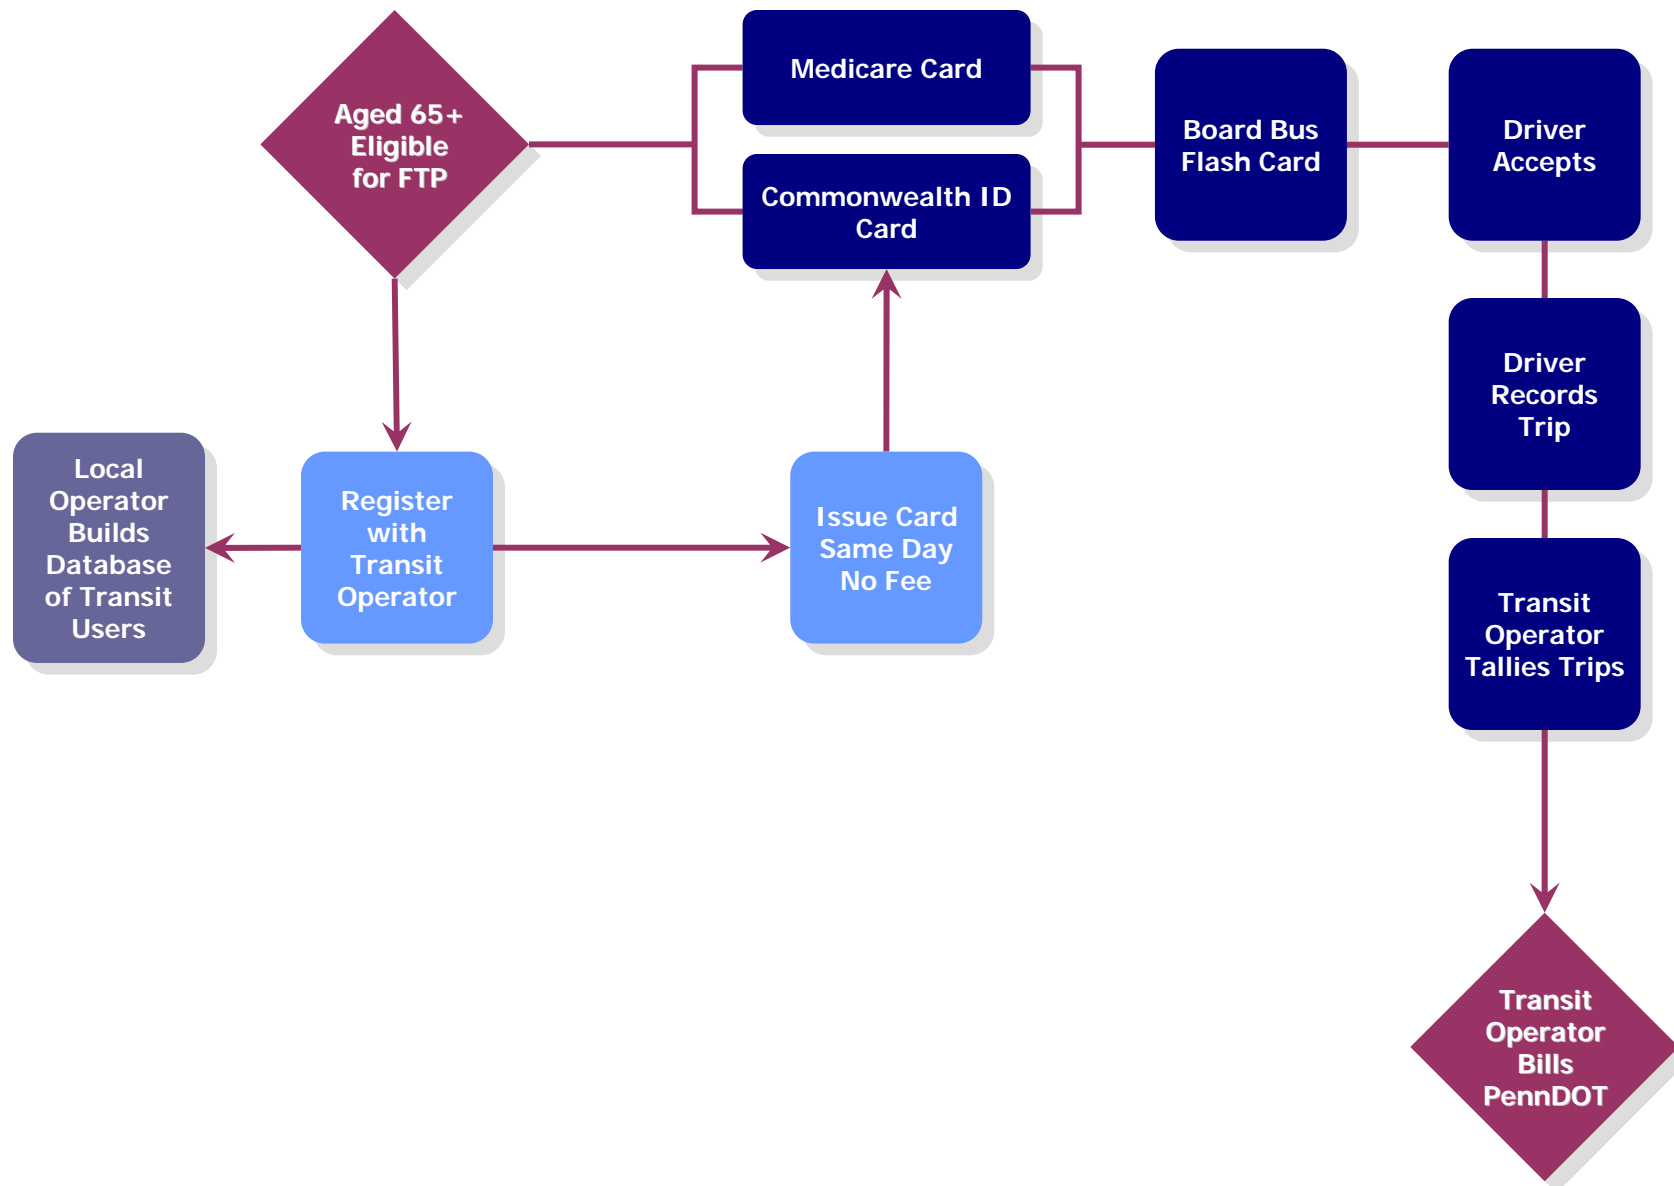 Aged 65+
Eligible
for FTP
Medicare Card
Commonwealth ID
Card
Board Bus
Flash Card
Driver
Accepts
Driver
Records
Trip
Local
Operator
Builds
Database
of Transit
Users
Register
with
Transit
Operator
Issue Card
Same Day
No Fee
Transit
Operator
Tallies Trips
Transit
Operator
Bills
PennDOT